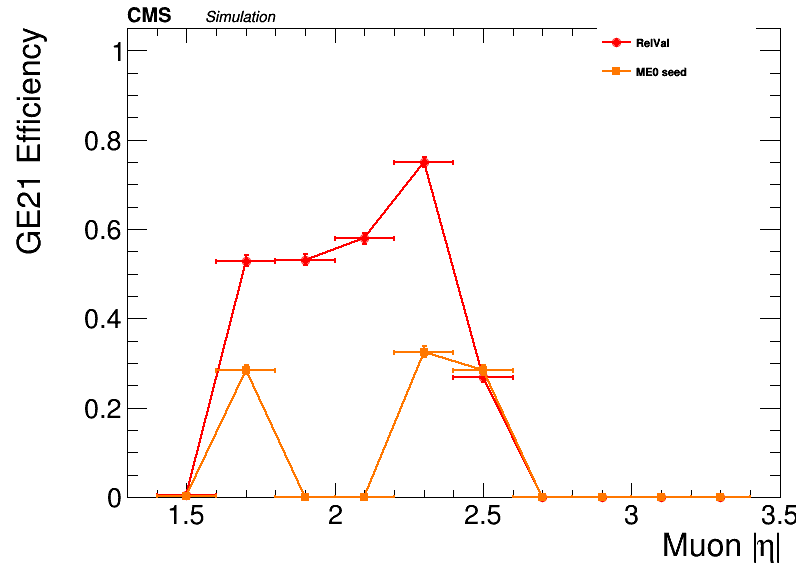 CMS Simulation
RelVal
ME0 seed
GE21 Efficiency
1
0.8
0.6
0.4
0.2
0
1.5 2 2.5 3 3.5
Muon |η|